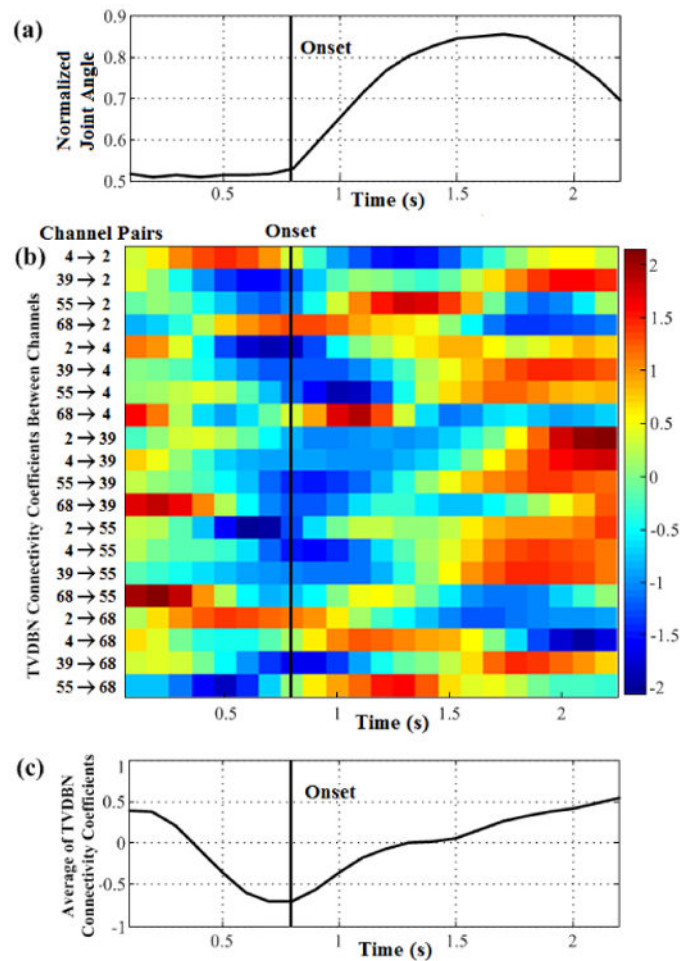 (a)
0.9
0.8
0.7
0.6
0.5
Normalized
Joint Angle
Onset
0.5
1
1.5
2
Time (s)
Channel Pairs
Onset
(b)
TVDBN Connectivity Coefficients Between Channels
4 → 2
39 → 2
55 → 2
68 → 2
2 → 4
39 → 4
55 → 4
68 → 4
2 → 39
4 → 39
55 → 39
68 → 39
2 → 55
4 → 55
39 → 55
68 → 55
2 → 68
4 → 68
39 → 68
55 → 68
2
1.5
1
0.5
0
-0.5
-1
-1.5
-2
0.5
1
1.5
2
Time (s)
(c)
Average of TVDBN
Connectivity Coefficients
1
0.5
0
-0.5
-1
Onset
0.5
1
1.5
2
Time (s)